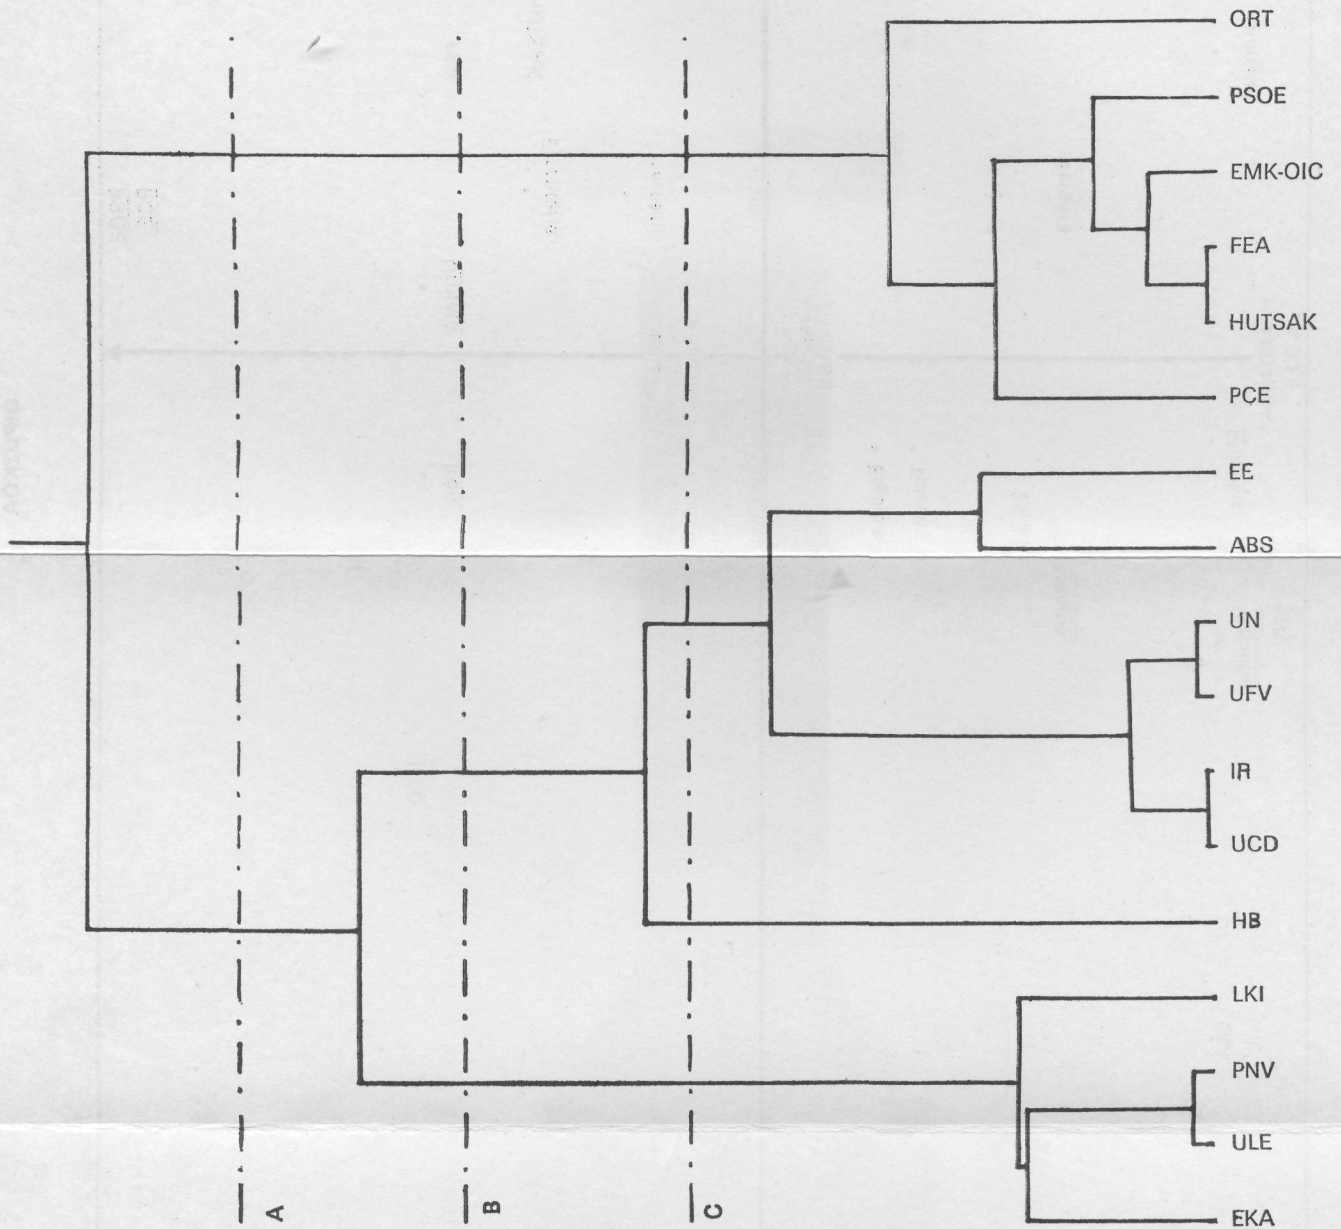 ORT
PSOE
EMK-OIC
FEA
HUTSAK
PCE
EE
ABS
UN
UFV
IR
UCD
HB
LKI
PNV
ULE
EKA
A
B
C